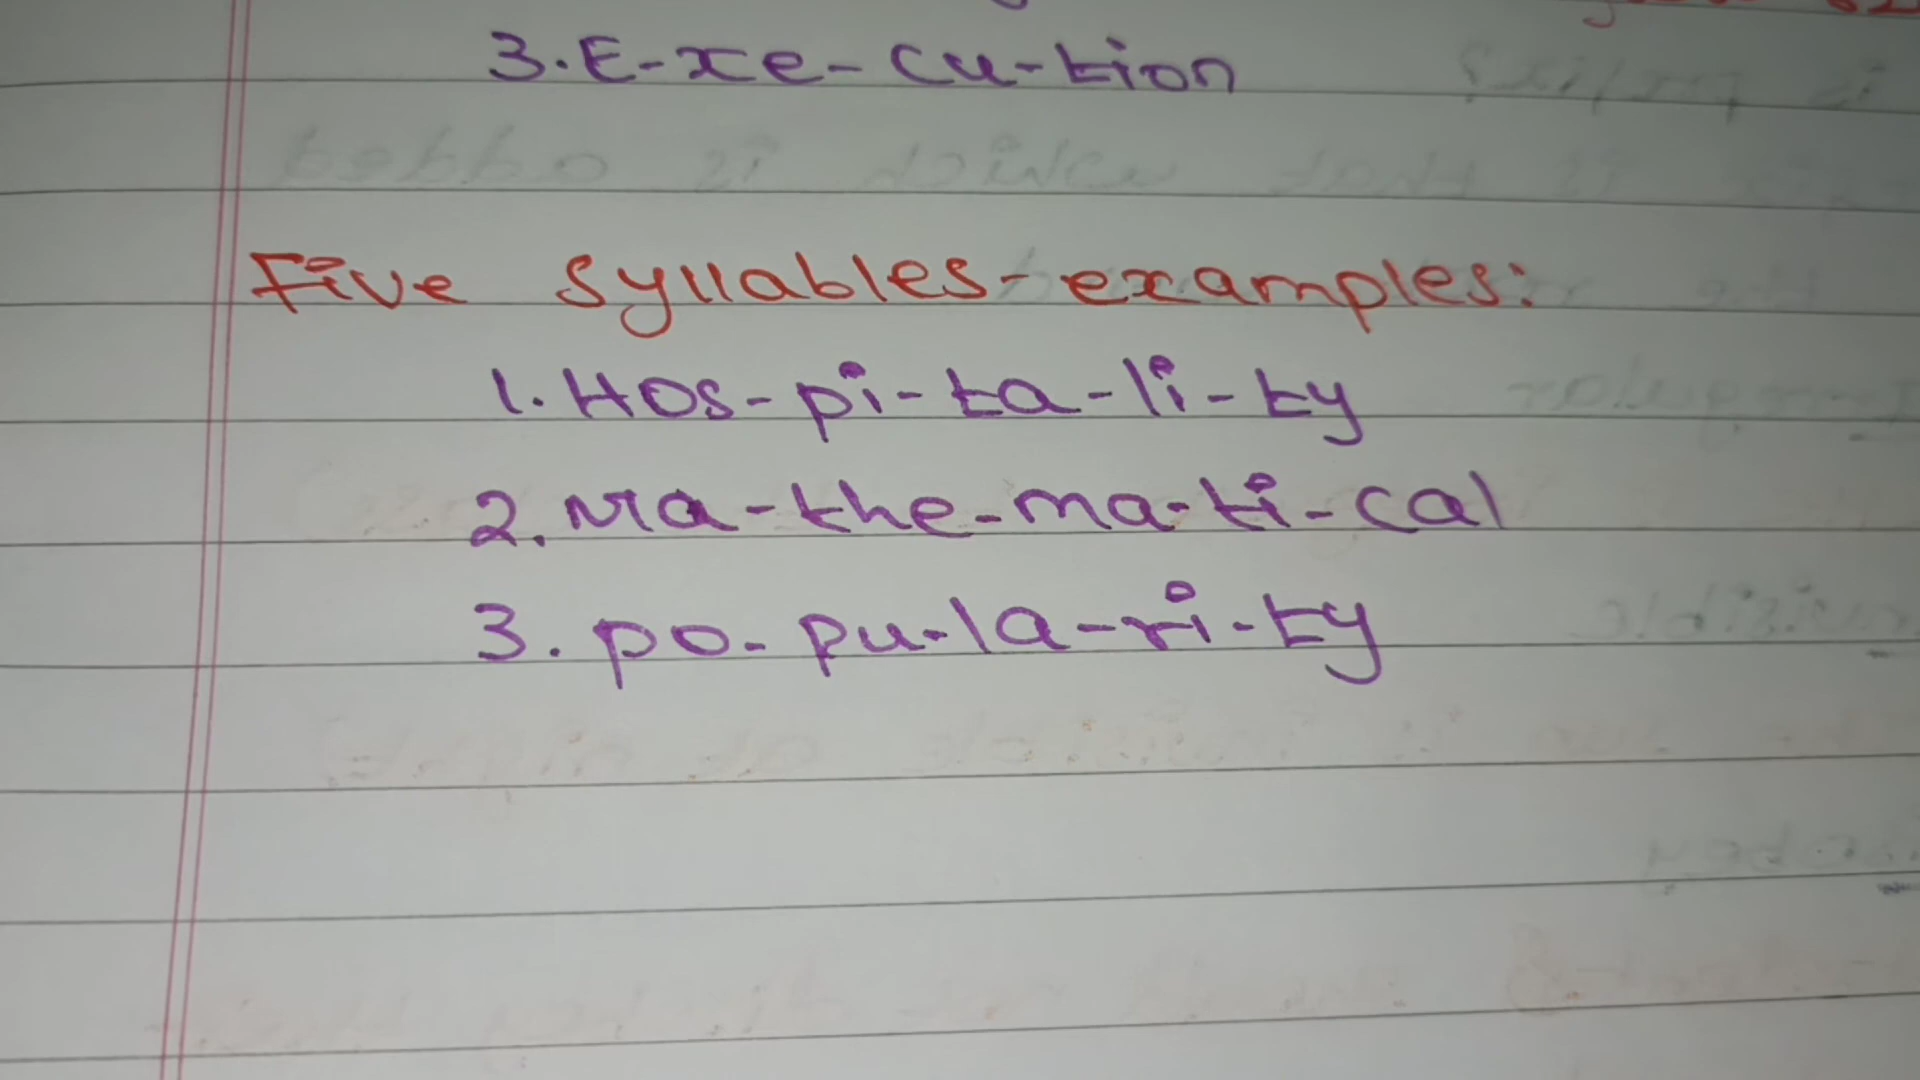 3. E-xe-cu-tion
Five syllables-examples:
1. Hos-pi-ta-li-ty
2. Ma-the-ma-ti-cal
3. po-pu-la-ri-ty